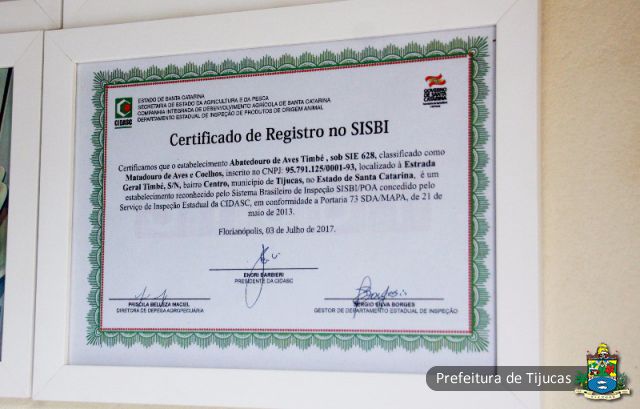 ESTADO DE SANTA CATARINA
SECRETARIA DE ESTADO DA AGRICULTURA E DA PESCA
COMPANHIA INTEGRADA DE DESENVOLVIMENTO AGRÍCOLA DE SANTA CATARINA
DEPARTAMENTO ESTADUAL DE INSPEÇÃO DE PRODUTOS DE ORIGEM ANIMAL
CIDASC
GOVERNO
DE SANTA
CATARINA
Certificado de Registro no SISBI
Certificamos que o estabelecimento Abatedouro de Aves Timbé , sob SIE 628, classificado como
Matadouro de Aves e Coelhos, inscrito no CNPJ: 95.791.125/0001-93, localizado à Estrada
Geral Timbé, S/N, bairro Centro, município de Tijucas, no Estado de Santa Catarina, é um
estabelecimento reconhecido pelo Sistema Brasileiro de Inspeção SISBI/POA concedido pelo
Serviço de Inspeção Estadual da CIDASC, em conformidade a Portaria 73 SDA/MAPA, de 21 de
maio de 2013.
Florianópolis, 03 de Julho de 2017.
ENORI BARBIERI
PRESIDENTE DA CIDASC
PRISCILA BELLEZA MACIEL
DIRETORA DE DEFESA AGROPECUÁRIA
SERGIO SILVA BORGES
GESTOR DE DEPARTAMENTO ESTADUAL DE INSPEÇÃO
Prefeitura de Tijucas